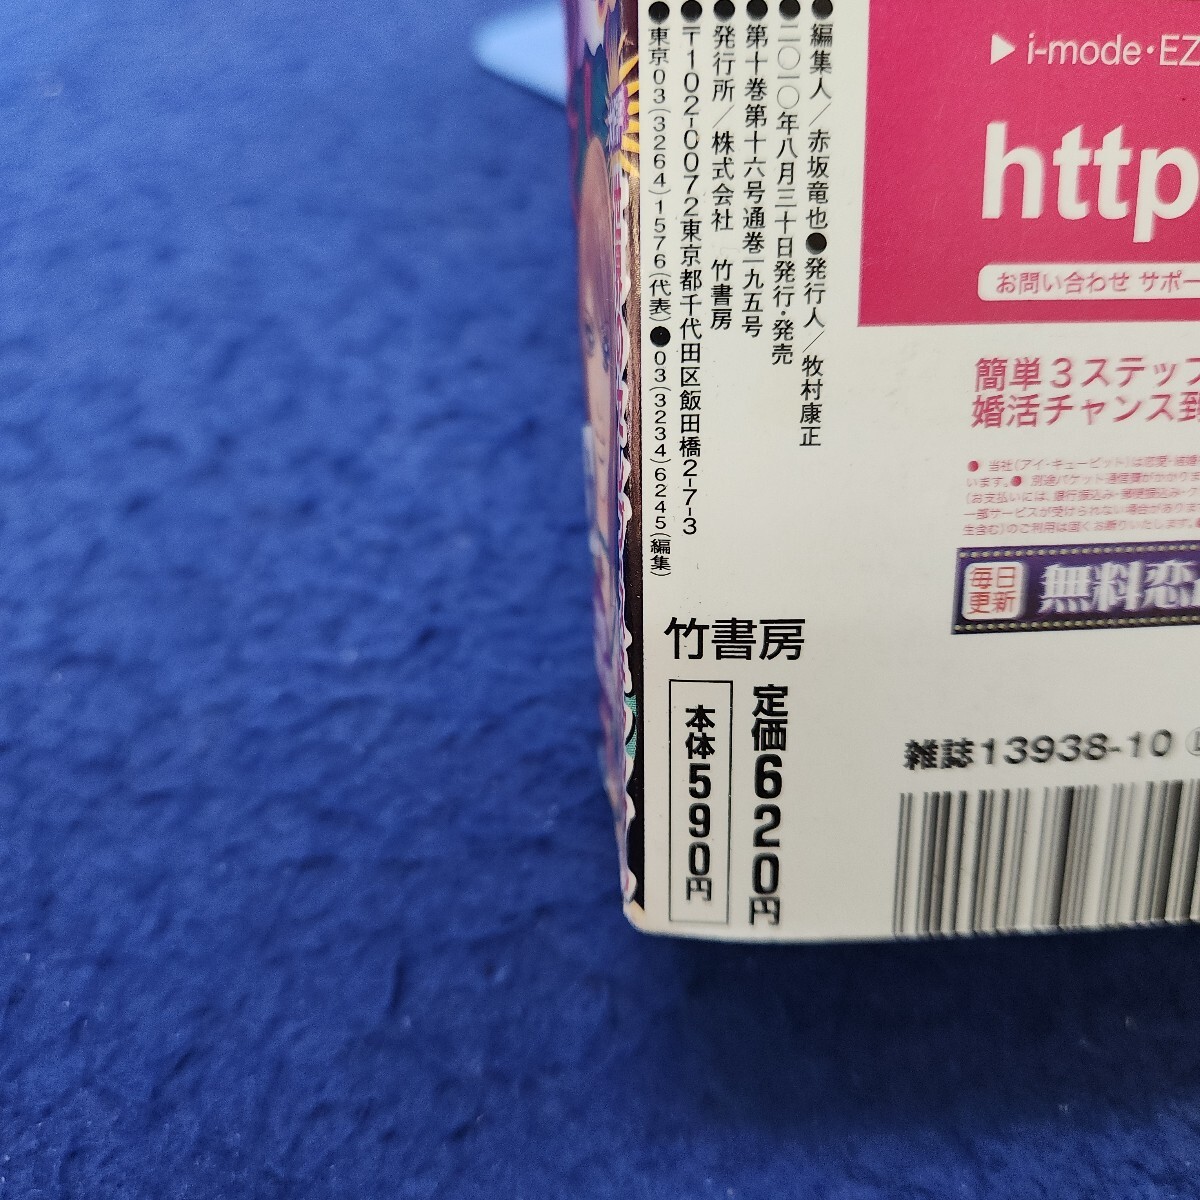 ●編集人／赤坂竜也●発行人／牧村康正
●二〇一〇年八月三十日発行・発売
●第十巻第十六号通巻一九五号
●発行所／株式会社 竹書房
●〒102-0072東京都千代田区飯田橋2-7-3
●東京03(3264)1576(代表)●03(3234)6245(編集)
竹書房
定価620円
本体590円
▶i-mode・EZ
http
お問い合わせ サポー
簡単3ステップ
婚活チャンス到
毎日
更新
無料恋
雑誌13938-10